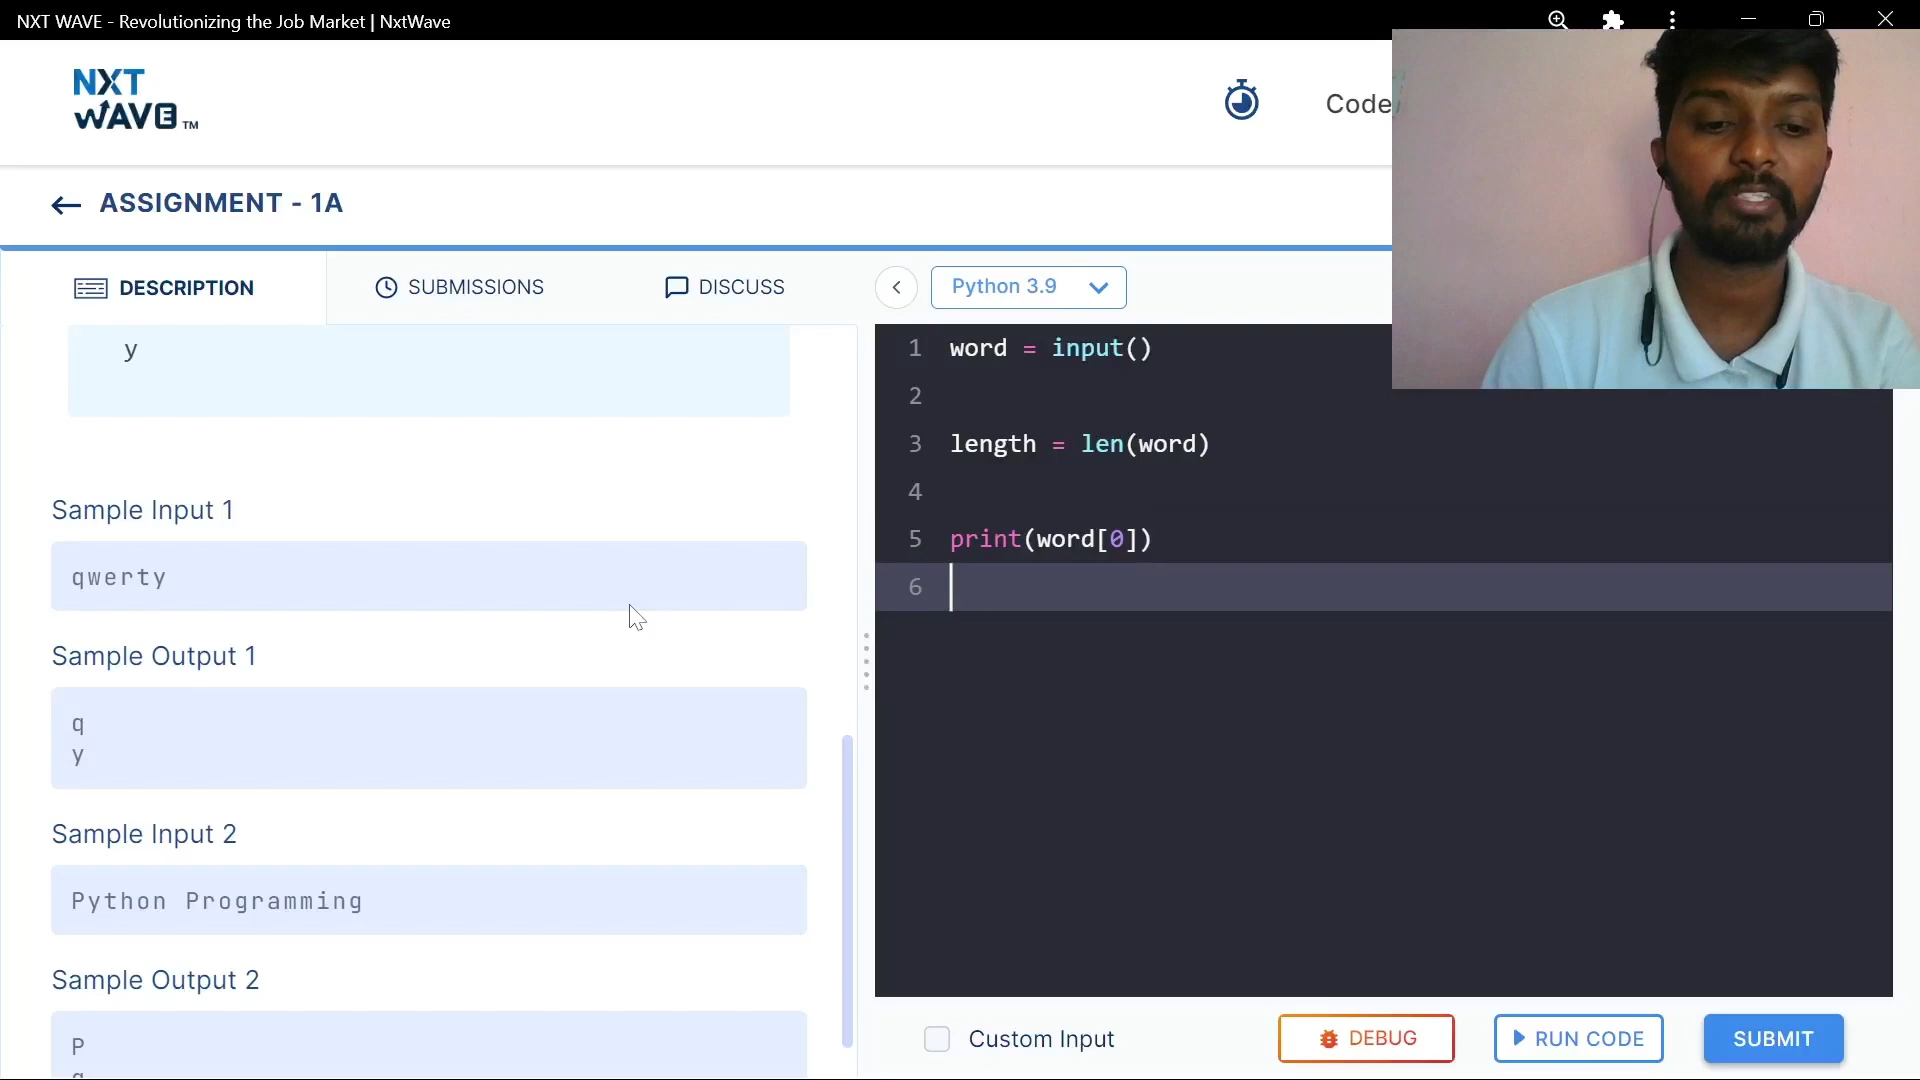 NXT WAVE - Revolutionizing the Job Market | NxtWave
NXT
WAVE TM
Code
ASSIGNMENT - 1A
DESCRIPTION
SUBMISSIONS
DISCUSS
Python 3.9
y
Sample Input 1
qwerty
Sample Output 1
q
y
Sample Input 2
Python Programming
Sample Output 2
P
1 word = input()
2
3 length = len(word)
4
5 print(word[0])
6
Custom Input
DEBUG
RUN CODE
SUBMIT